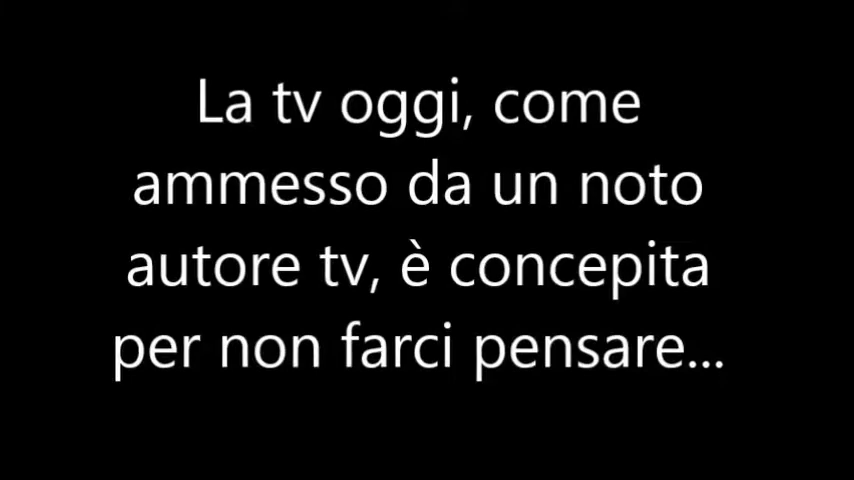 La tv oggi, come
ammesso da un noto
autore tv, è concepita
per non farci pensare...